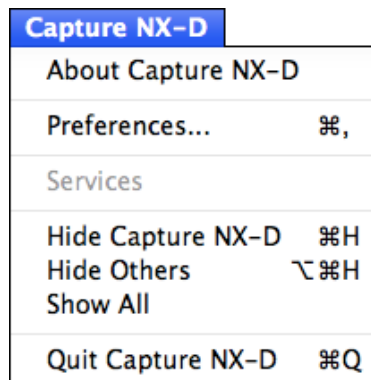 Capture NX-D
About Capture NX-D
Preferences... ⌘,
Services
Hide Capture NX-D ⌘H
Hide Others ⌥⌘H
Show All
Quit Capture NX-D ⌘Q